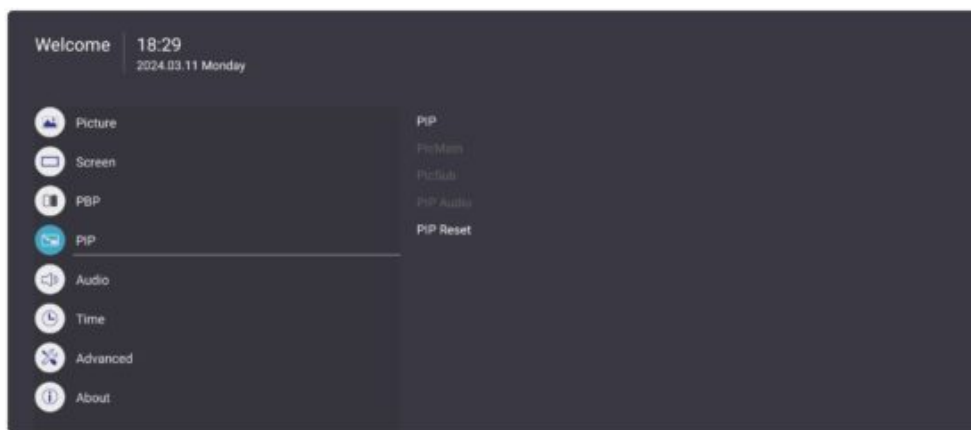 Welcome
18:29
2024.03.11 Monday
Picture
Screen
PBP
PIP
Audio
Time
Advanced
About
PIP
PicMain
PicSub
PIP Audio
PIP Reset